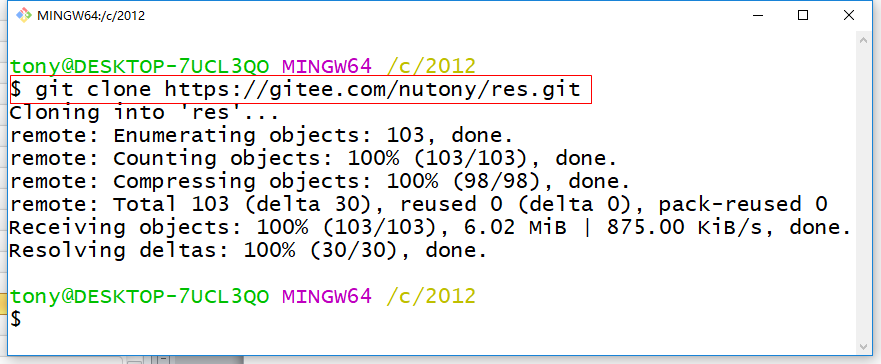 MINGW64:/c/2012
tony@DESKTOP-7UCL3QO MINGW64 /c/2012
$ git clone https://gitee.com/nutony/res.git
Cloning into 'res'...
remote: Enumerating objects: 103, done.
remote: Counting objects: 100% (103/103), done.
remote: Compressing objects: 100% (98/98), done.
remote: Total 103 (delta 30), reused 0 (delta 0), pack-reused 0
Receiving objects: 100% (103/103), 6.02 MiB | 875.00 KiB/s, done.
Resolving deltas: 100% (30/30), done.
tony@DESKTOP-7UCL3QO MINGW64 /c/2012
$